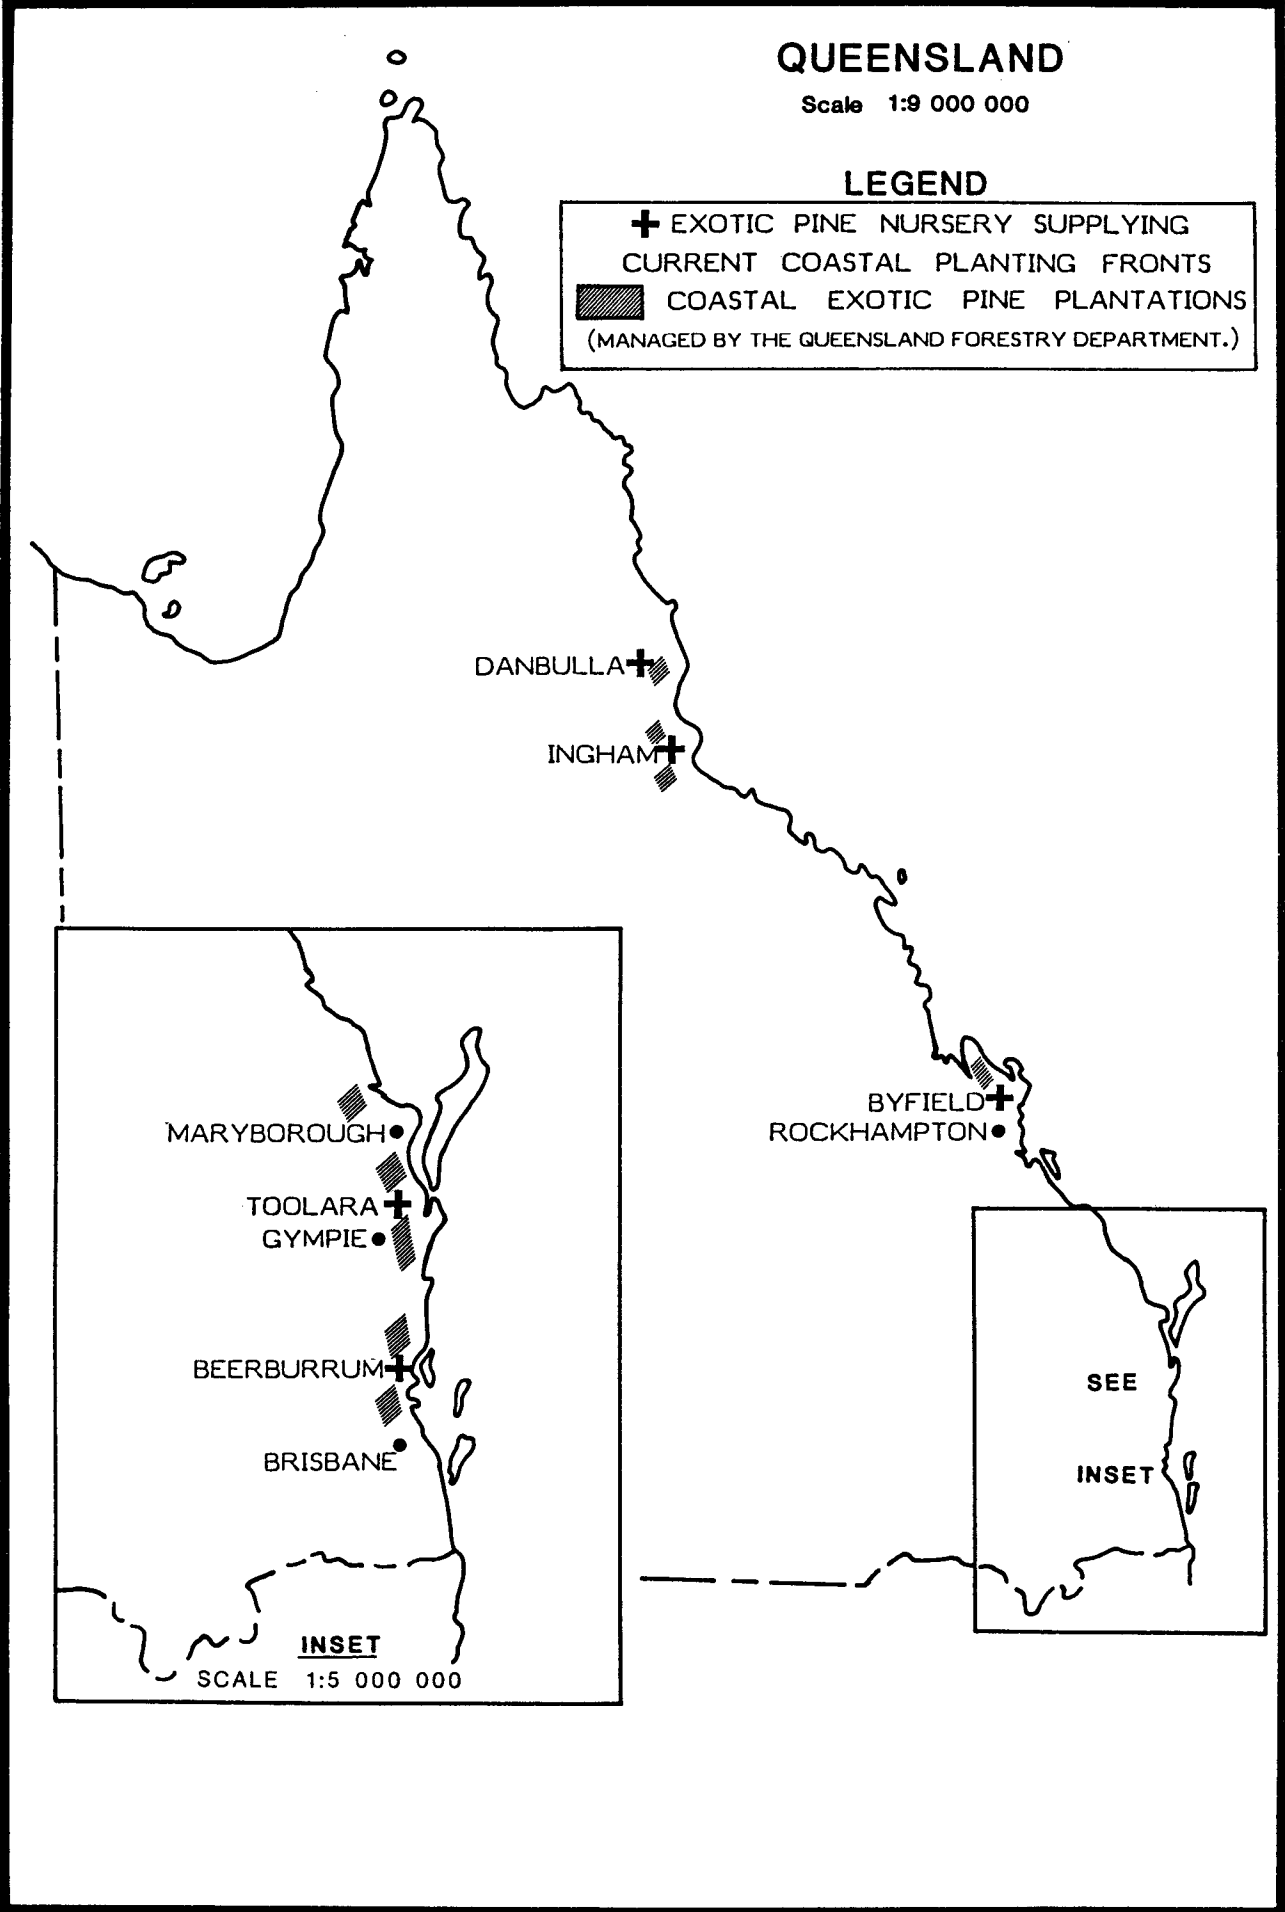 QUEENSLAND
Scale 1:9 000 000
LEGEND
EXOTIC PINE NURSERY SUPPLYING
CURRENT COASTAL PLANTING FRONTS
COASTAL EXOTIC PINE PLANTATIONS
(MANAGED BY THE QUEENSLAND FORESTRY DEPARTMENT.)
DANBULLA
INGHAM
BYFIELD
ROCKHAMPTON
MARYBOROUGH
TOOLARA
GYMPIE
BEERBURRUM
BRISBANE
INSET
SCALE 1:5 000 000
SEE
INSET